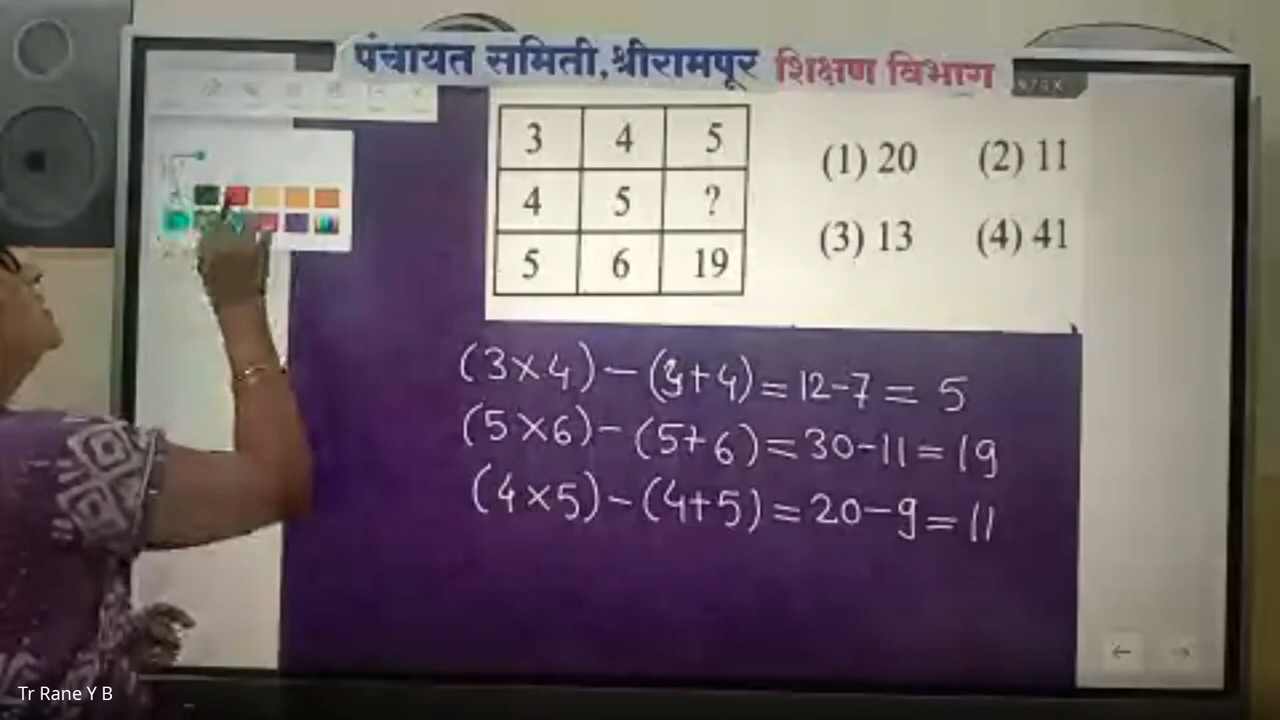 पंचायत समिती,श्रीरामपूर शिक्षण विभाग
3 4 5
4 5 ?
5 6 19
(1) 20 (2) 11
(3) 13 (4) 41
(3×4)-(3+4)=12-7= 5
(5×6)-(5+6)=30-11=19
(4×5)-(4+5)=20-9=11
Tr Rane Y B